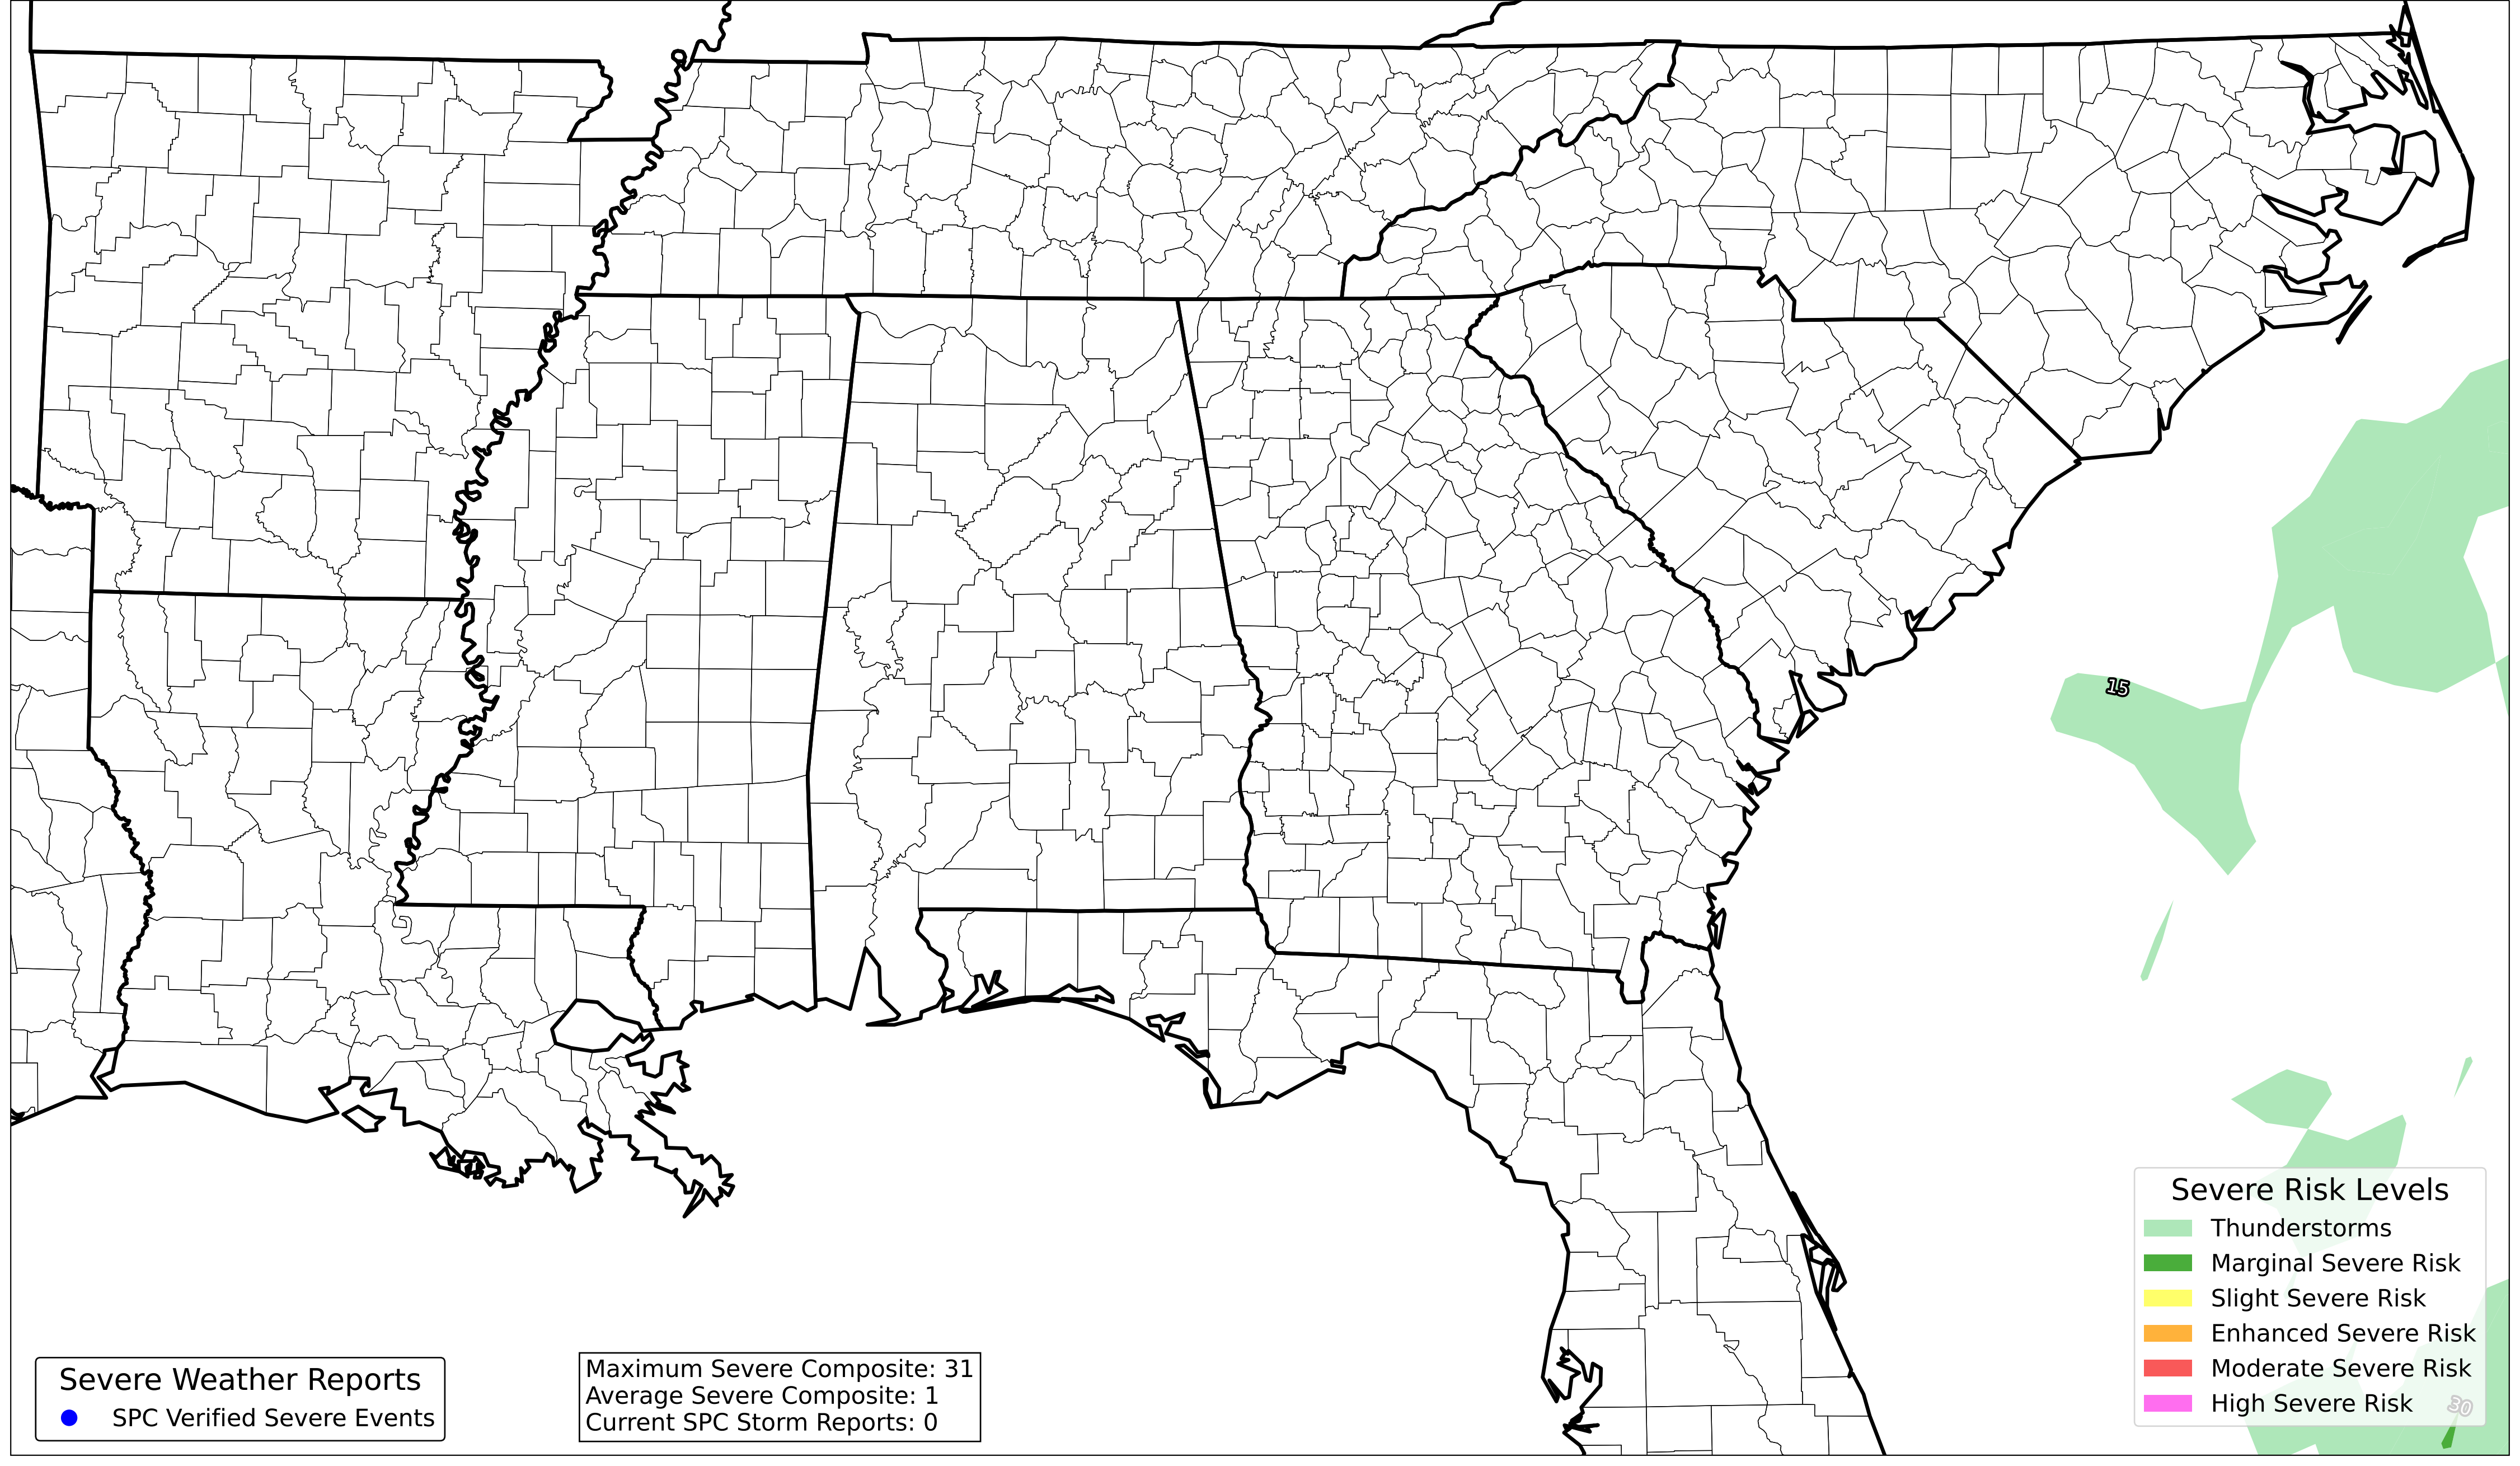 15
Severe Risk Levels
Thunderstorms
Marginal Severe Risk
Slight Severe Risk
Enhanced Severe Risk
Moderate Severe Risk
High Severe Risk
30
Severe Weather Reports
SPC Verified Severe Events
Maximum Severe Composite: 31
Average Severe Composite: 1
Current SPC Storm Reports: 0